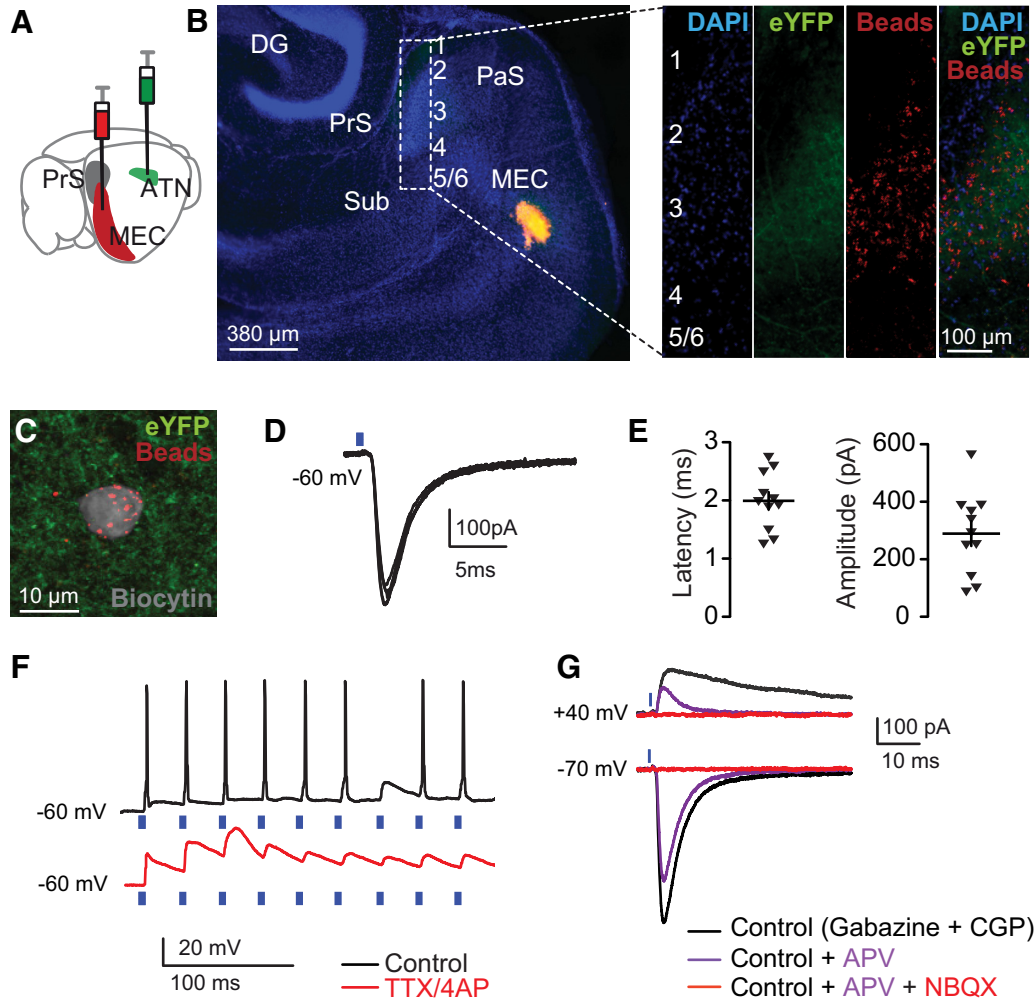 A
PrS
ATN
MEC
B
DG
1
2
PaS
3
PrS
4
5/6
MEC
Sub
380 µm
DAPI
eYFP
Beads
DAPI
eYFP
Beads
1
2
3
4
5/6
100 µm
C
eYFP
Beads
10 µm
Biocytin
D
-60 mV
100pA
5ms
E
Latency (ms)
3
2
1
0
Amplitude (pA)
600
400
200
0
F
-60 mV
-60 mV
20 mV
100 ms
Control
TTX/4AP
G
+40 mV
100 pA
10 ms
-70 mV
Control (Gabazine + CGP)
Control + APV
Control + APV + NBQX